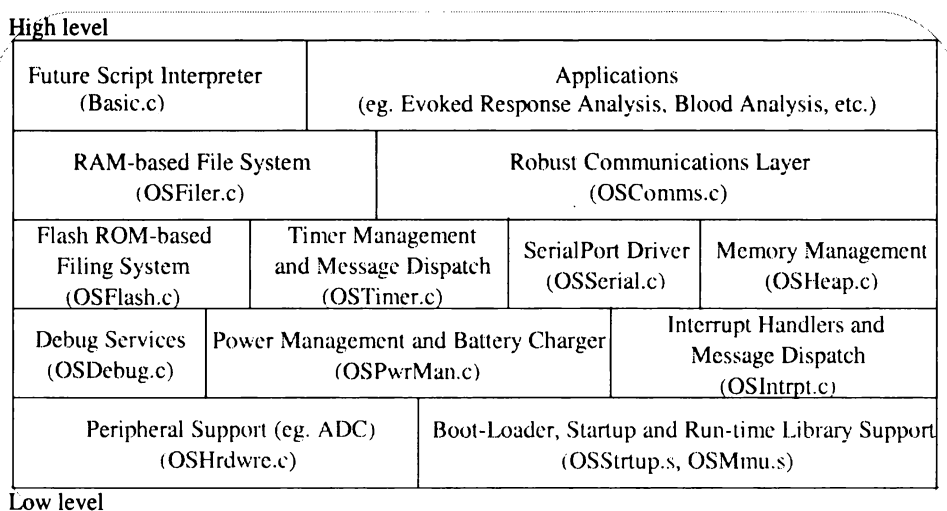 High level
Future Script Interpreter
(Basic.c)
Applications
(eg. Evoked Response Analysis, Blood Analysis, etc.)
RAM-based File System
(OSFiler.c)
Robust Communications Layer
(OSComms.c)
Flash ROM-based
Filing System
(OSFlash.c)
Timer Management
and Message Dispatch
(OSTimer.c)
SerialPort Driver
(OSSerial.c)
Memory Management
(OSHeap.c)
Debug Services
(OSDebug.c)
Power Management and Battery Charger
(OSPwrMan.c)
Interrupt Handlers and
Message Dispatch
(OSIntrpt.c)
Peripheral Support (eg. ADC)
(OSHrdwre.c)
Boot-Loader, Startup and Run-time Library Support
(OSStrtup.s, OSMmu.s)
Low level